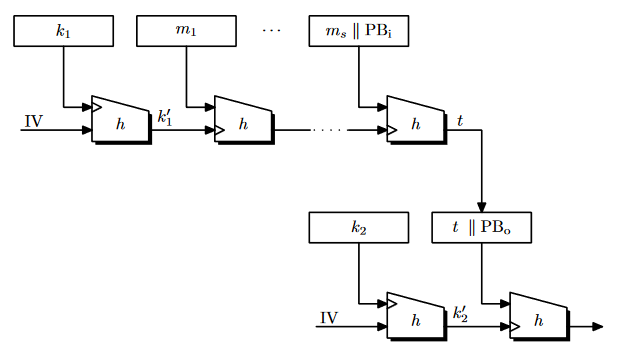 k₁ m₁ ··· mₛ ∥ PBᵢ
IV h k′₁ h ····· h t
k₂ t ∥ PBₒ
IV h k′₂ h